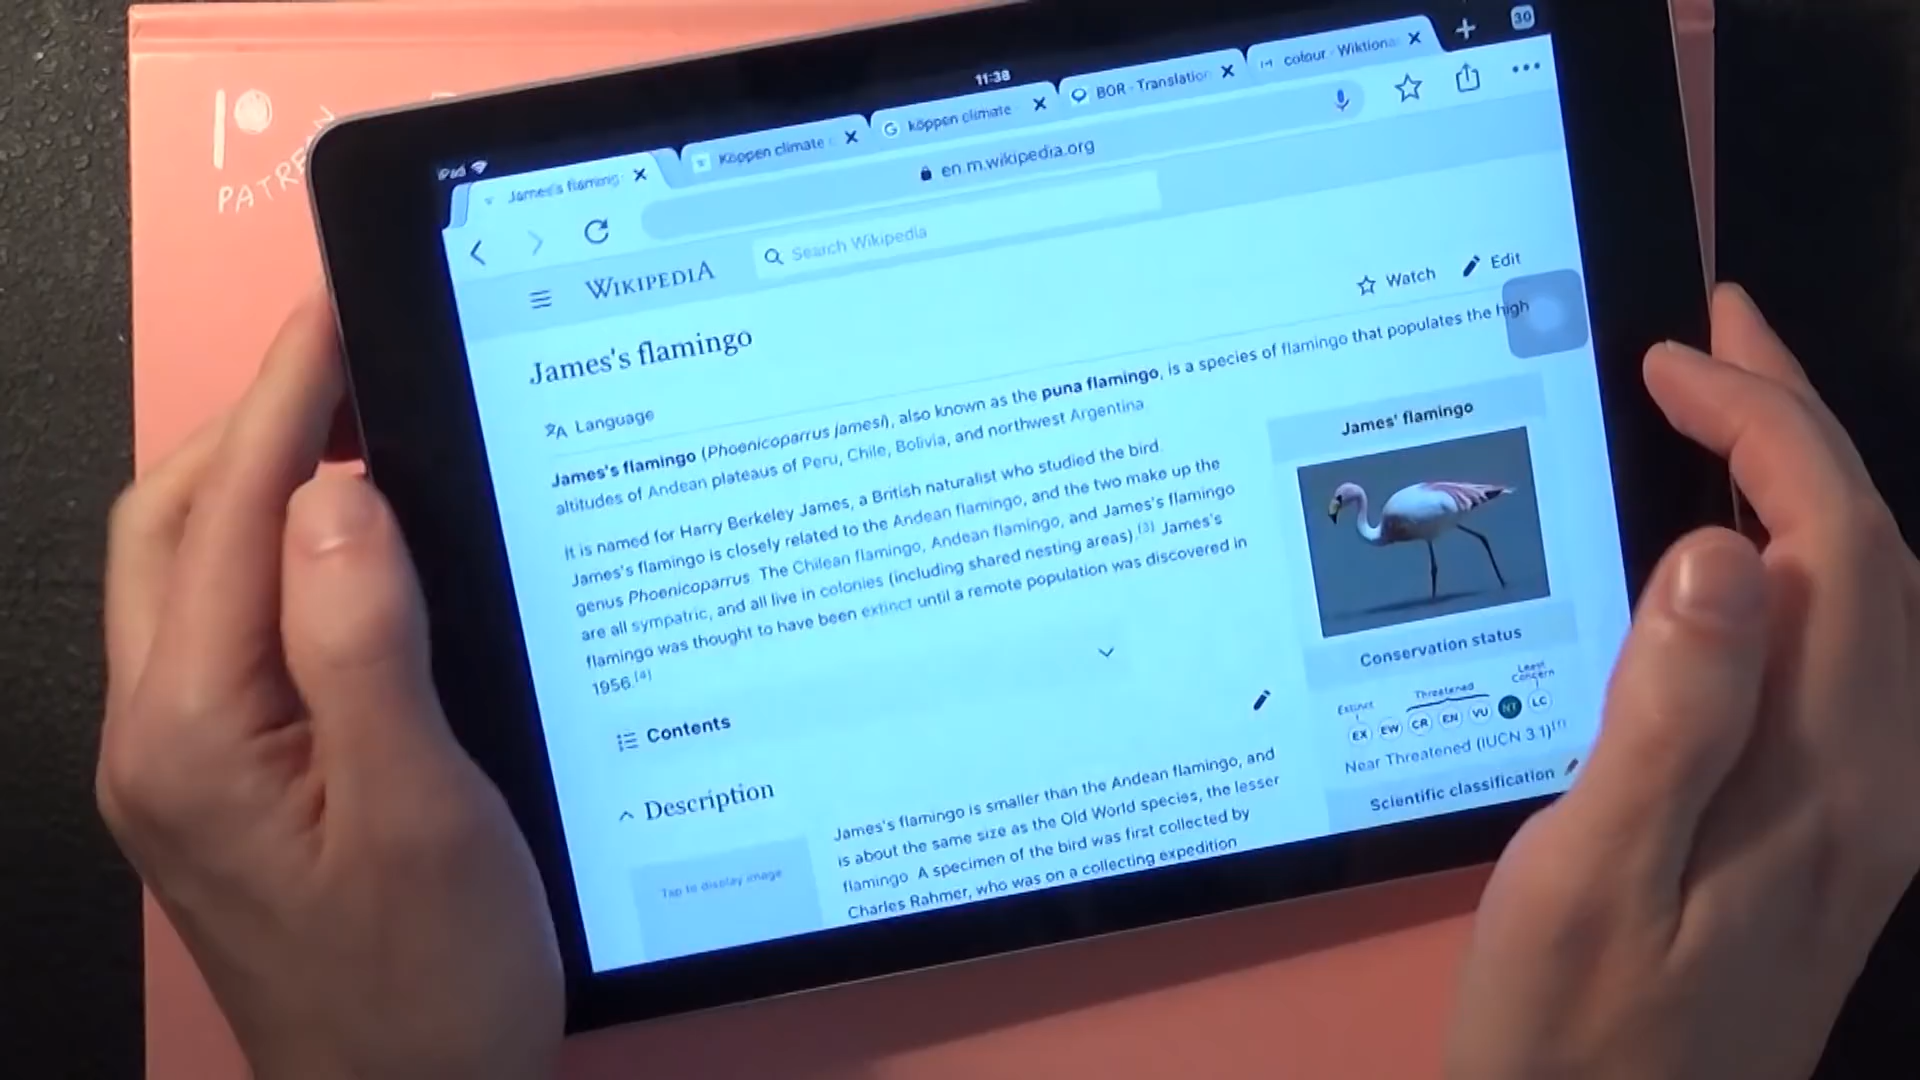 PATREON
iPad
11:38
30
James's flaming
Köppen climate
köppen climate
BOR - Translation
colour - Wiktiona
en.m.wikipedia.org
WIKIPEDIA
Search Wikipedia
Watch
Edit
James's flamingo
Language
James's flamingo (Phoenicoparrus jamesi), also known as the puna flamingo, is a species of flamingo that populates the high
altitudes of Andean plateaus of Peru, Chile, Bolivia, and northwest Argentina
It is named for Harry Berkeley James, a British naturalist who studied the bird.
James's flamingo is closely related to the Andean flamingo, and the two make up the
genus Phoenicoparrus. The Chilean flamingo, Andean flamingo, and James's flamingo
are all sympatric, and all live in colonies (including shared nesting areas).[3] James's
flamingo was thought to have been extinct until a remote population was discovered in
1956.[4]
Contents
Description
James's flamingo is smaller than the Andean flamingo, and
is about the same size as the Old World species, the lesser
flamingo A specimen of the bird was first collected by
Charles Rahmer, who was on a collecting expedition
Tap to display image
James' flamingo
Conservation status
Extinct
Threatened
Least
Concern
EX EW CR EN VU NT LC
Near Threatened (IUCN 3.1)[1]
Scientific classification